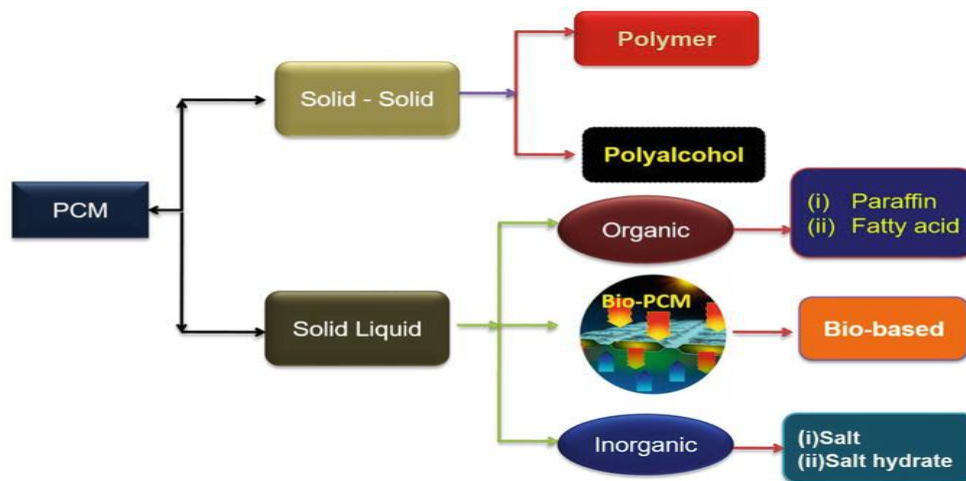 Polymer
Solid - Solid
Polyalcohol
PCM
Organic
(i) Paraffin
(ii) Fatty acid
Solid Liquid
Bio-PCM
Bio-based
Inorganic
(i)Salt
(ii)Salt hydrate